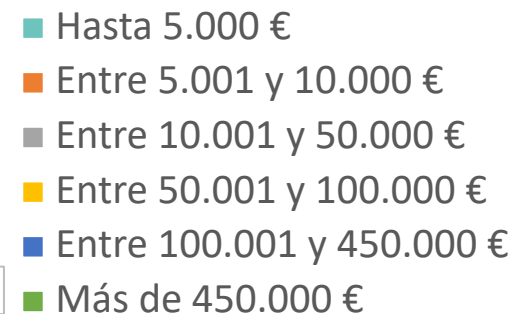 Hasta 5.000 €
Entre 5.001 y 10.000 €
Entre 10.001 y 50.000 €
Entre 50.001 y 100.000 €
Entre 100.001 y 450.000 €
Más de 450.000 €